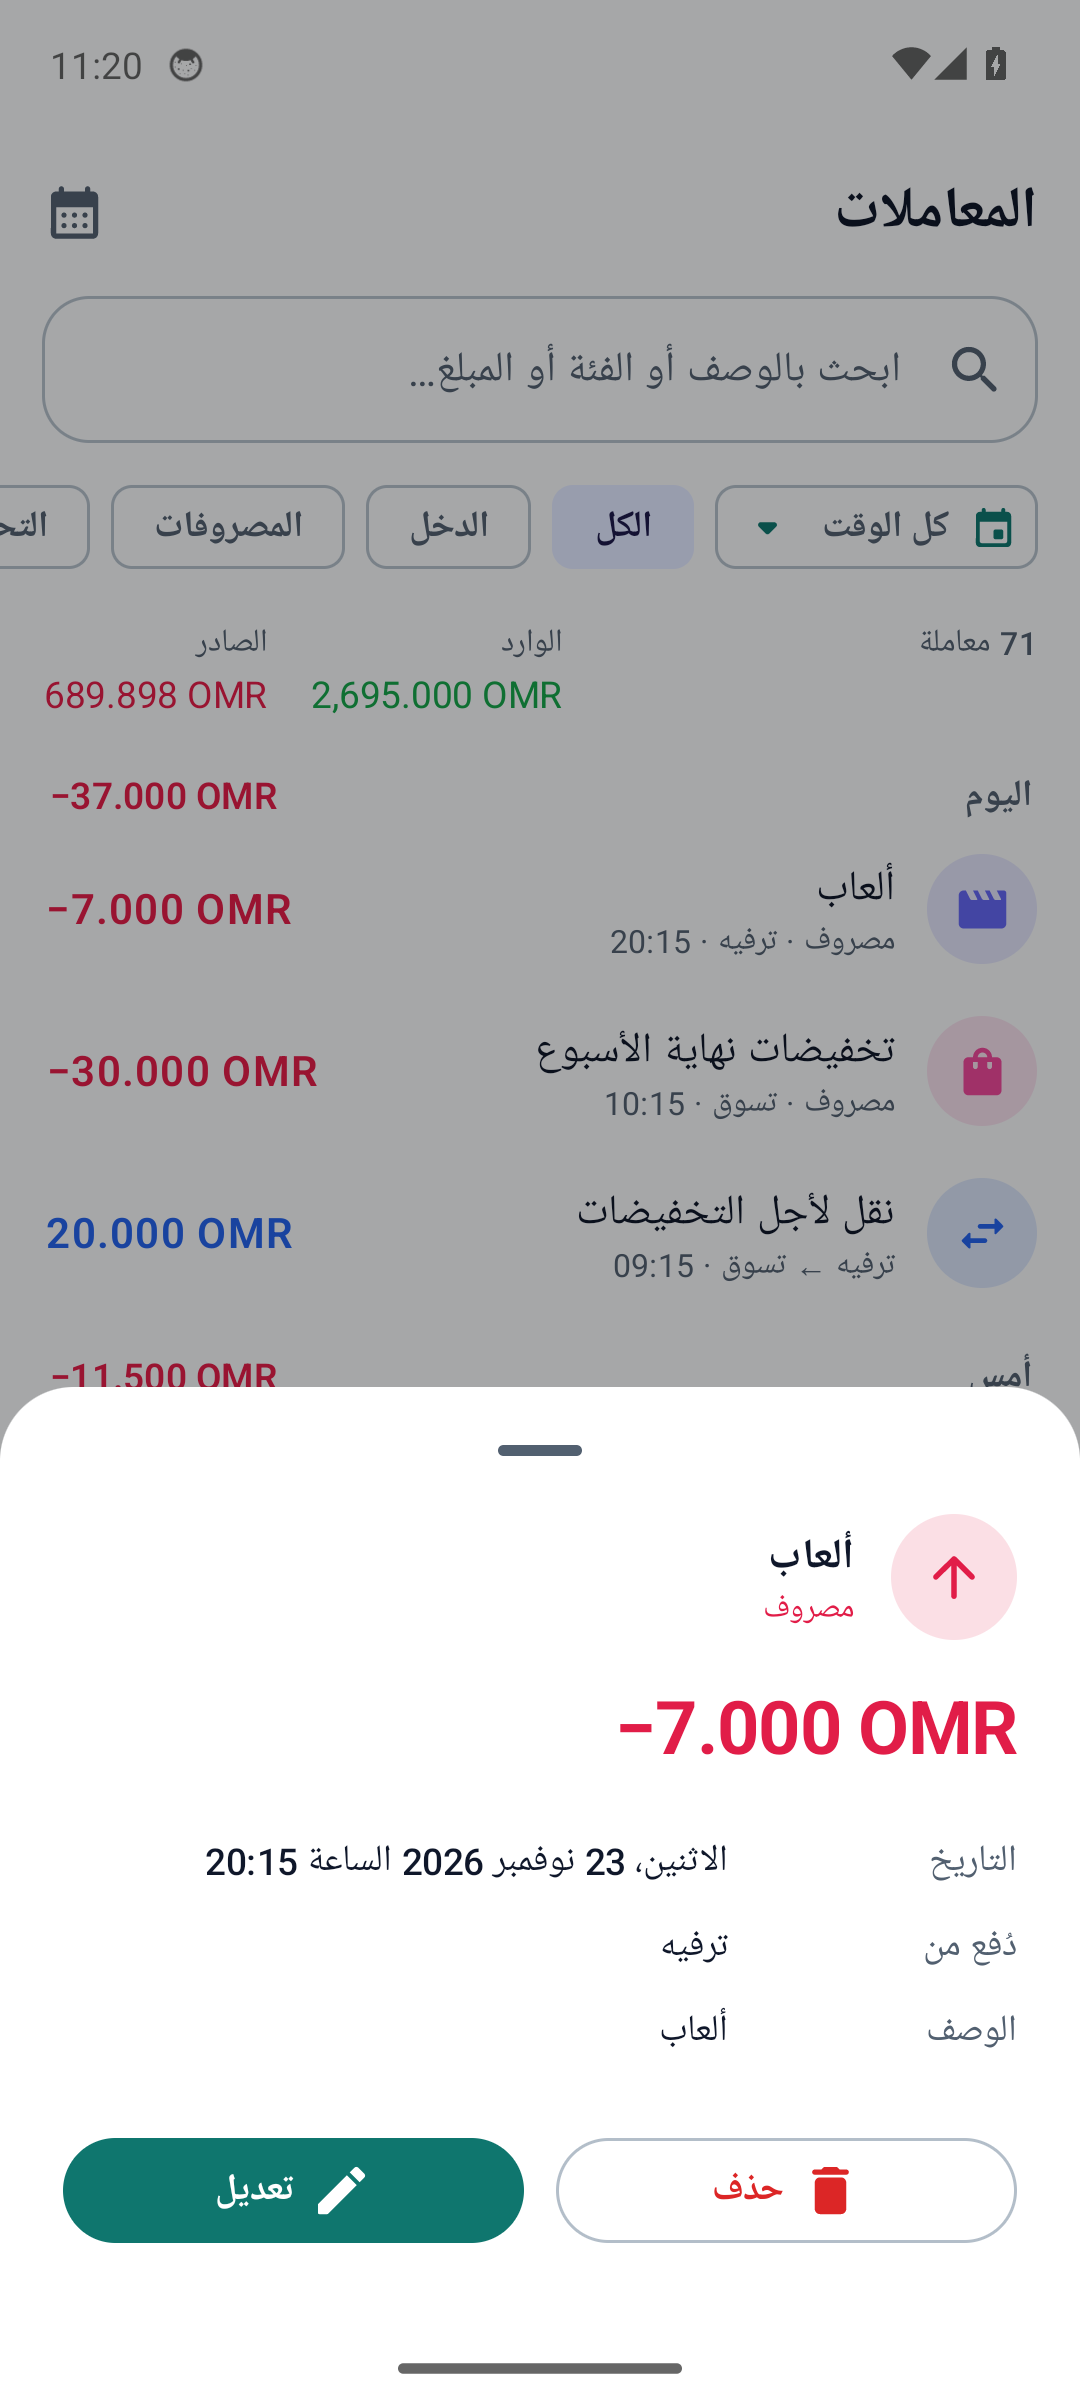 11:20
المعاملات
ابحث بالوصف أو الفئة أو المبلغ...
كل الوقت
الكل
الدخل
المصروفات
71 معاملة
الوارد
2,695.000 OMR
الصادر
689.898 OMR
اليوم
−37.000 OMR
ألعاب
مصروف · ترفيه · 20:15
−7.000 OMR
تخفيضات نهاية الأسبوع
مصروف · تسوق · 10:15
−30.000 OMR
نقل لأجل التخفيضات
ترفيه ← تسوق · 09:15
20.000 OMR
أمس
−11.500 OMR
ألعاب
مصروف
−7.000 OMR
التاريخ
الاثنين، 23 نوفمبر 2026 الساعة 20:15
دُفع من
ترفيه
الوصف
ألعاب
حذف
تعديل